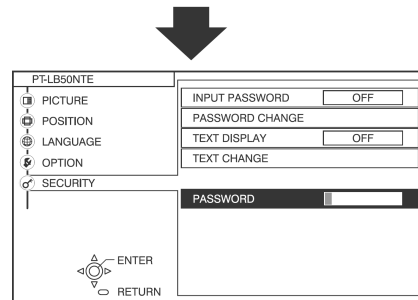 PT-LB50NTE
PICTURE
POSITION
LANGUAGE
OPTION
SECURITY
INPUT PASSWORD OFF
PASSWORD CHANGE
TEXT DISPLAY OFF
TEXT CHANGE
PASSWORD
ENTER
RETURN